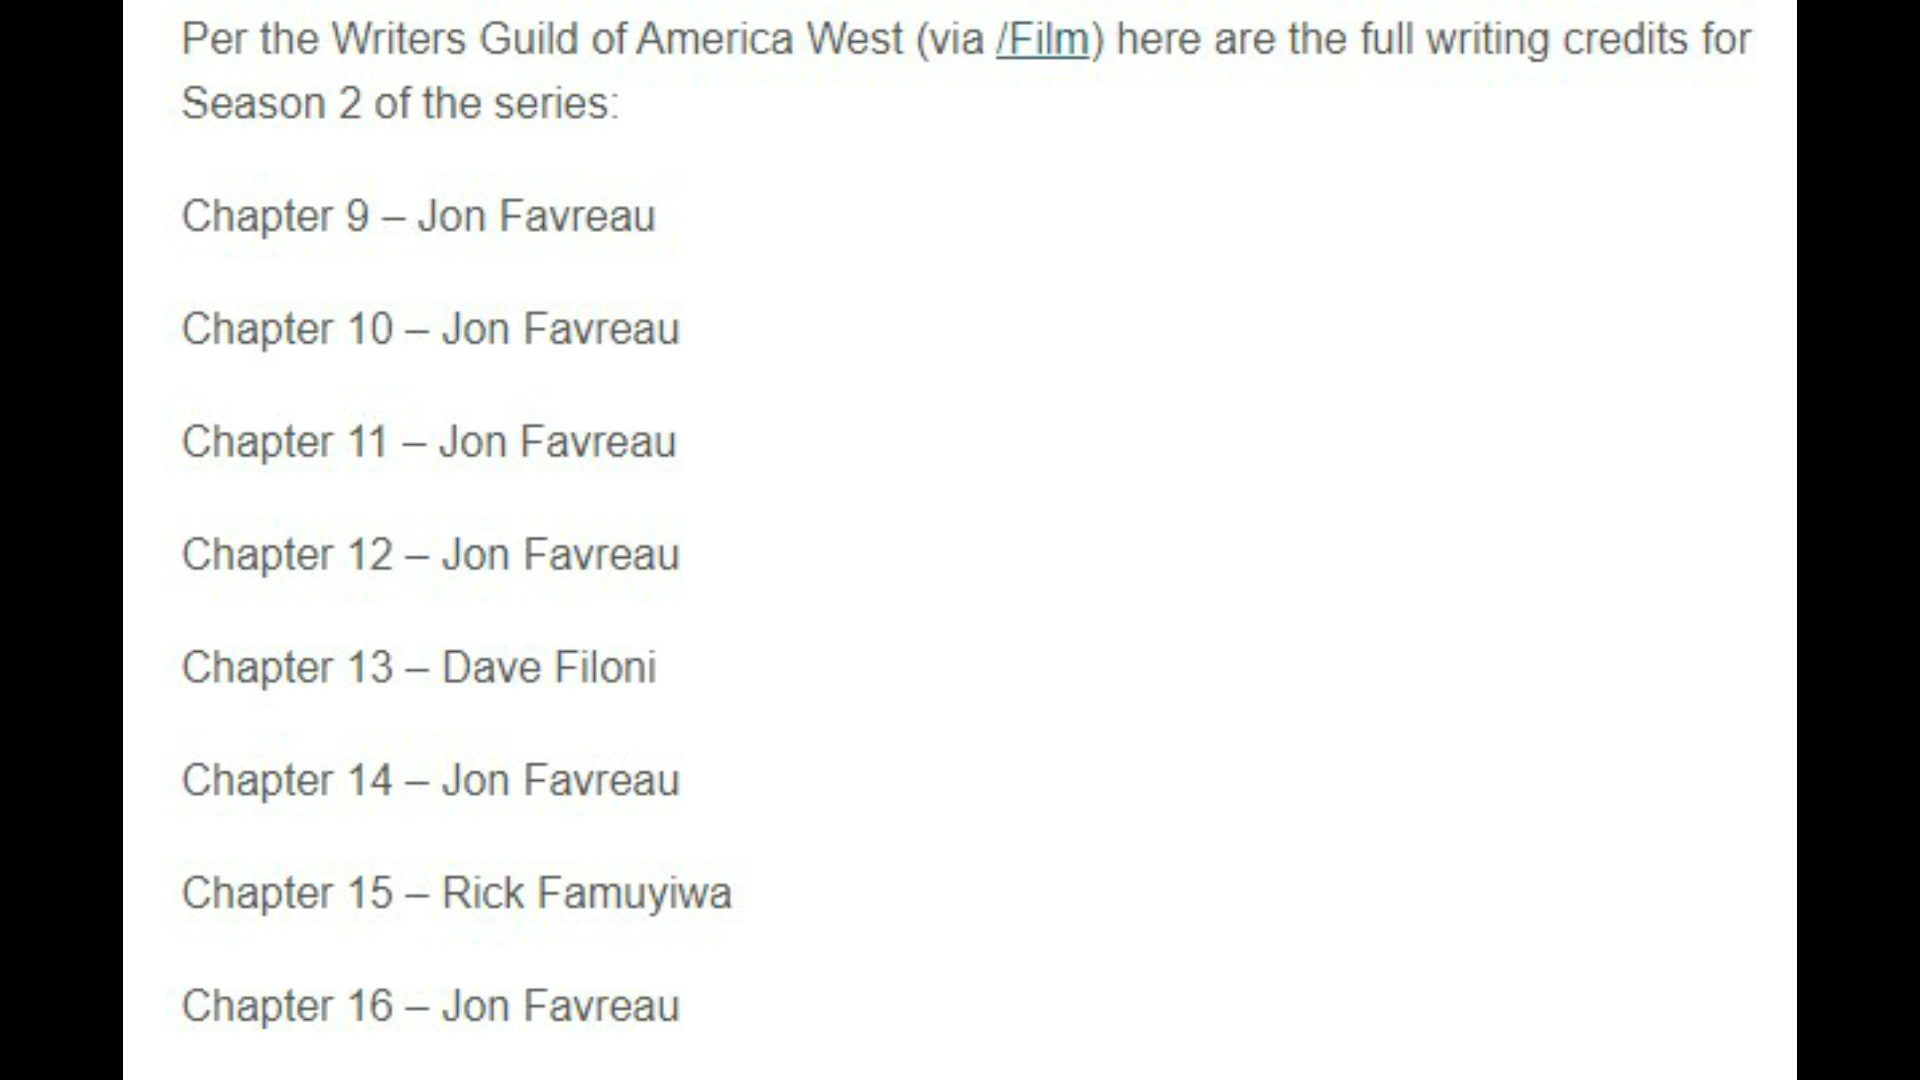 Per the Writers Guild of America West (via /Film) here are the full writing credits for
Season 2 of the series:
Chapter 9 – Jon Favreau
Chapter 10 – Jon Favreau
Chapter 11 – Jon Favreau
Chapter 12 – Jon Favreau
Chapter 13 – Dave Filoni
Chapter 14 – Jon Favreau
Chapter 15 – Rick Famuyiwa
Chapter 16 – Jon Favreau